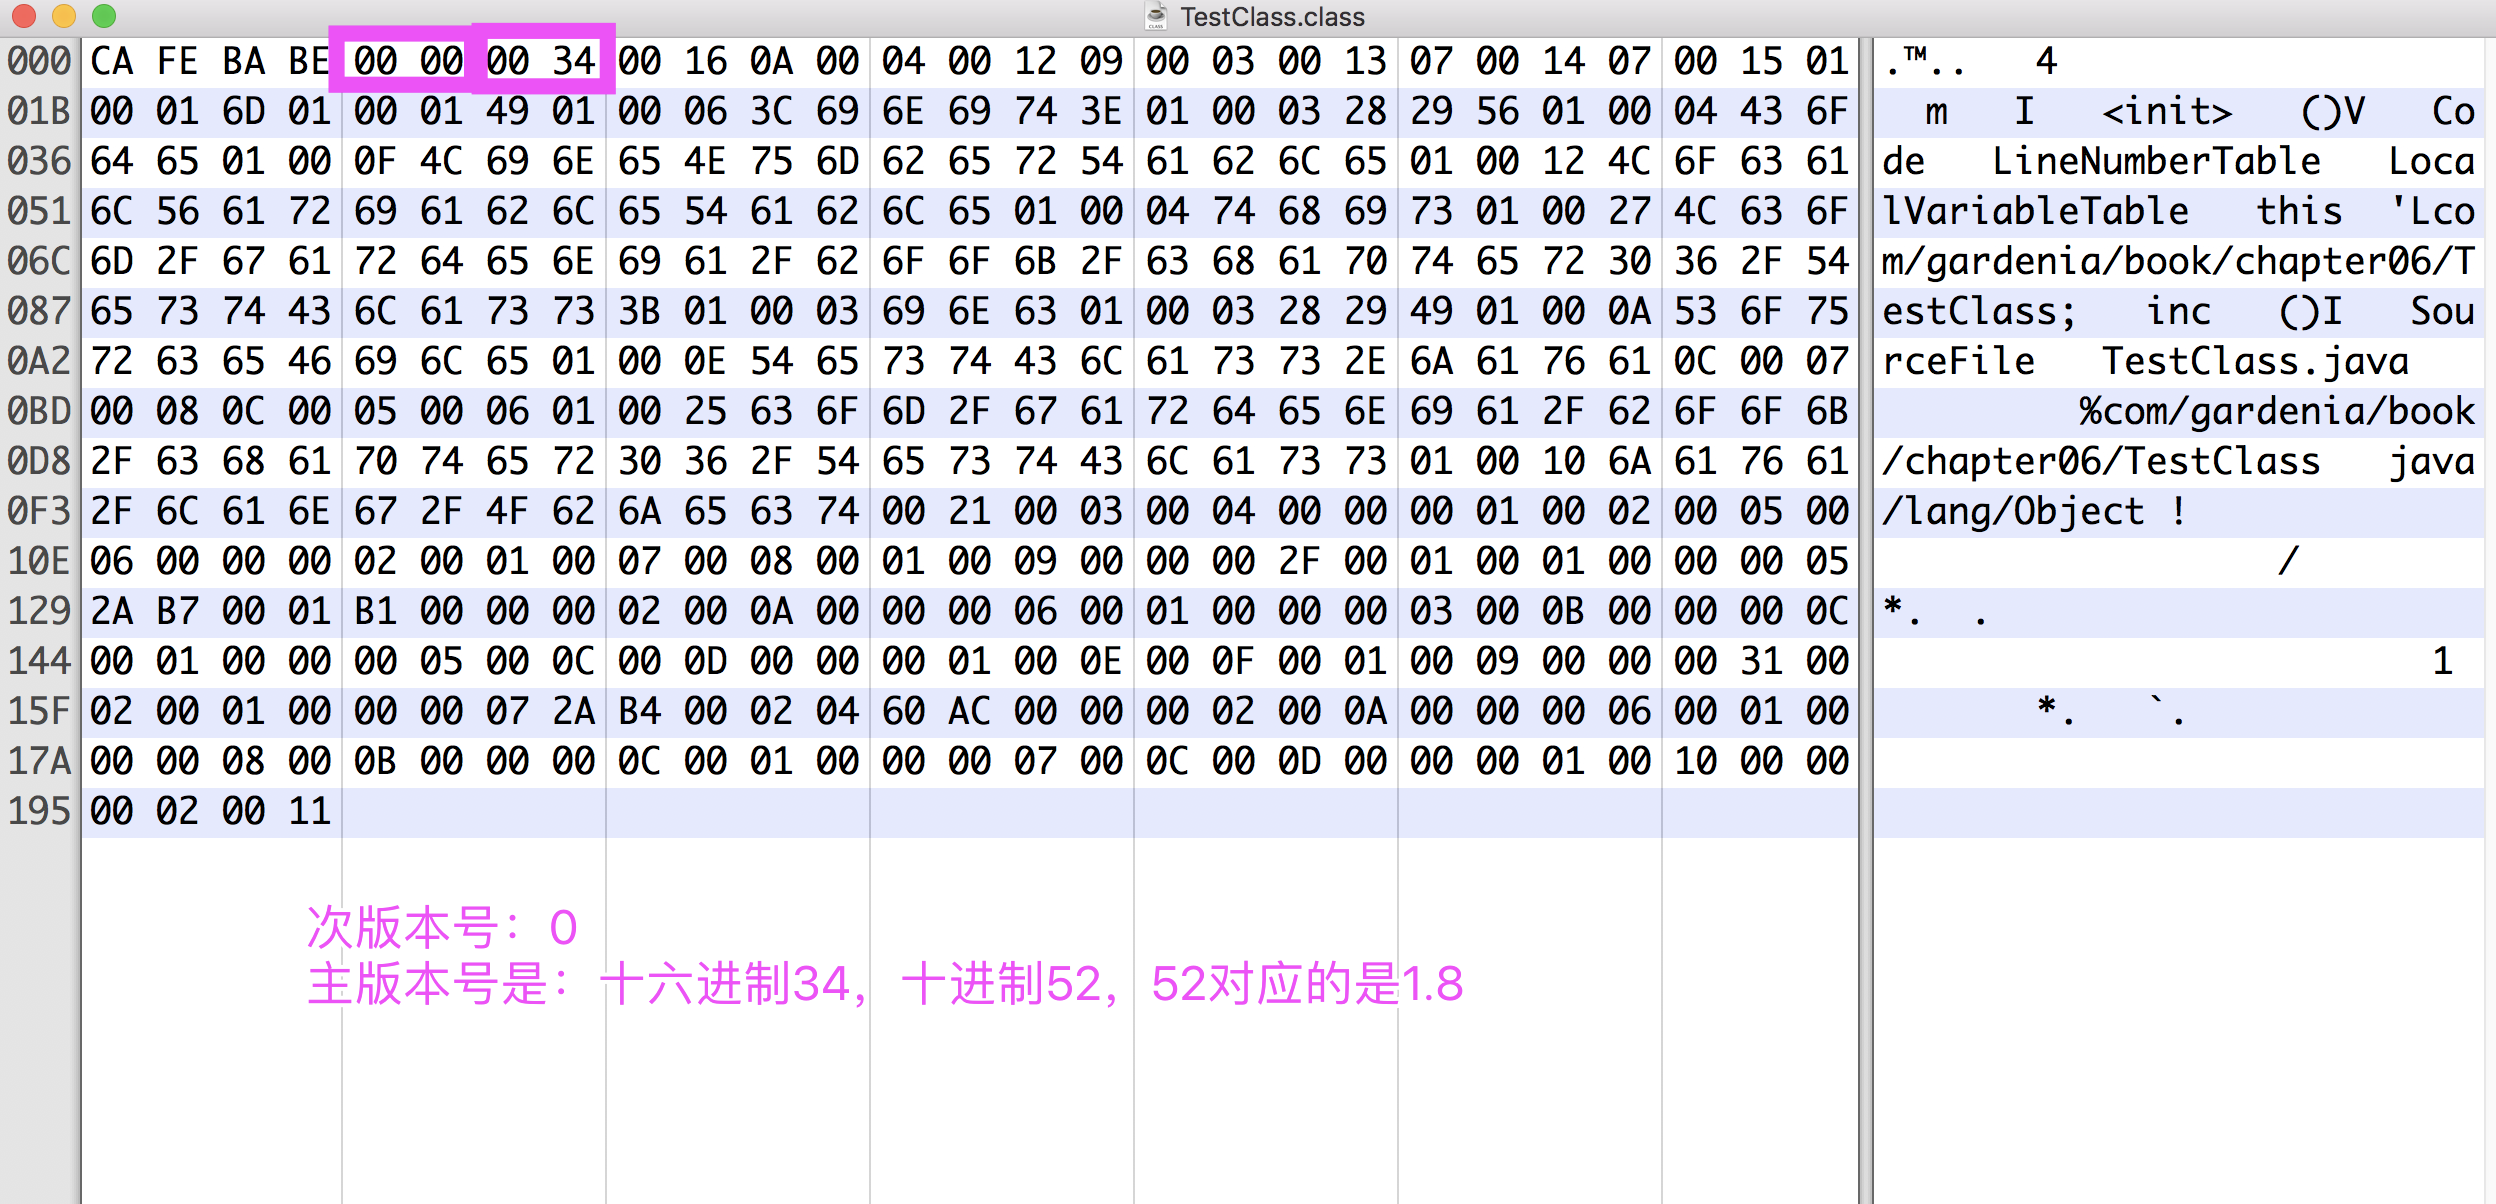 TestClass.class
000 CA FE BA BE 00 00 00 34 00 16 0A 00 04 00 12 09 00 03 00 13 07 00 14 07 00 15 01 .™.. 4
01B 00 01 6D 01 00 01 49 01 00 06 3C 69 6E 69 74 3E 01 00 03 28 29 56 01 00 04 43 6F m I <init> ()V Co
036 64 65 01 00 0F 4C 69 6E 65 4E 75 6D 62 65 72 54 61 62 6C 65 01 00 12 4C 6F 63 61 de LineNumberTable Loca
051 6C 56 61 72 69 61 62 6C 65 54 61 62 6C 65 01 00 04 74 68 69 73 01 00 27 4C 63 6F lVariableTable this 'Lco
06C 6D 2F 67 61 72 64 65 6E 69 61 2F 62 6F 6F 6B 2F 63 68 61 70 74 65 72 30 36 2F 54 m/gardenia/book/chapter06/T
087 65 73 74 43 6C 61 73 73 3B 01 00 03 69 6E 63 01 00 03 28 29 49 01 00 0A 53 6F 75 estClass; inc ()I Sou
0A2 72 63 65 46 69 6C 65 01 00 0E 54 65 73 74 43 6C 61 73 73 2E 6A 61 76 61 0C 00 07 rceFile TestClass.java
0BD 00 08 0C 00 05 00 06 01 00 25 63 6F 6D 2F 67 61 72 64 65 6E 69 61 2F 62 6F 6F 6B %com/gardenia/book
0D8 2F 63 68 61 70 74 65 72 30 36 2F 54 65 73 74 43 6C 61 73 73 01 00 10 6A 61 76 61 /chapter06/TestClass java
0F3 2F 6C 61 6E 67 2F 4F 62 6A 65 63 74 00 21 00 03 00 04 00 00 00 01 00 02 00 05 00 /lang/Object !
10E 06 00 00 00 02 00 01 00 07 00 08 00 01 00 09 00 00 00 2F 00 01 00 01 00 00 00 05 /
129 2A B7 00 01 B1 00 00 00 02 00 0A 00 00 00 06 00 01 00 00 00 03 00 0B 00 00 00 0C *. .
144 00 01 00 00 00 05 00 0C 00 0D 00 00 00 01 00 0E 00 0F 00 01 00 09 00 00 00 31 00 1
15F 02 00 01 00 00 00 07 2A B4 00 02 04 60 AC 00 00 00 02 00 0A 00 00 00 06 00 01 00 *. `.
17A 00 00 08 00 0B 00 00 00 0C 00 01 00 00 00 07 00 0C 00 0D 00 00 00 01 00 10 00 00
195 00 02 00 11
次版本号：0
主版本号是：十六进制34，十进制52，52对应的是1.8